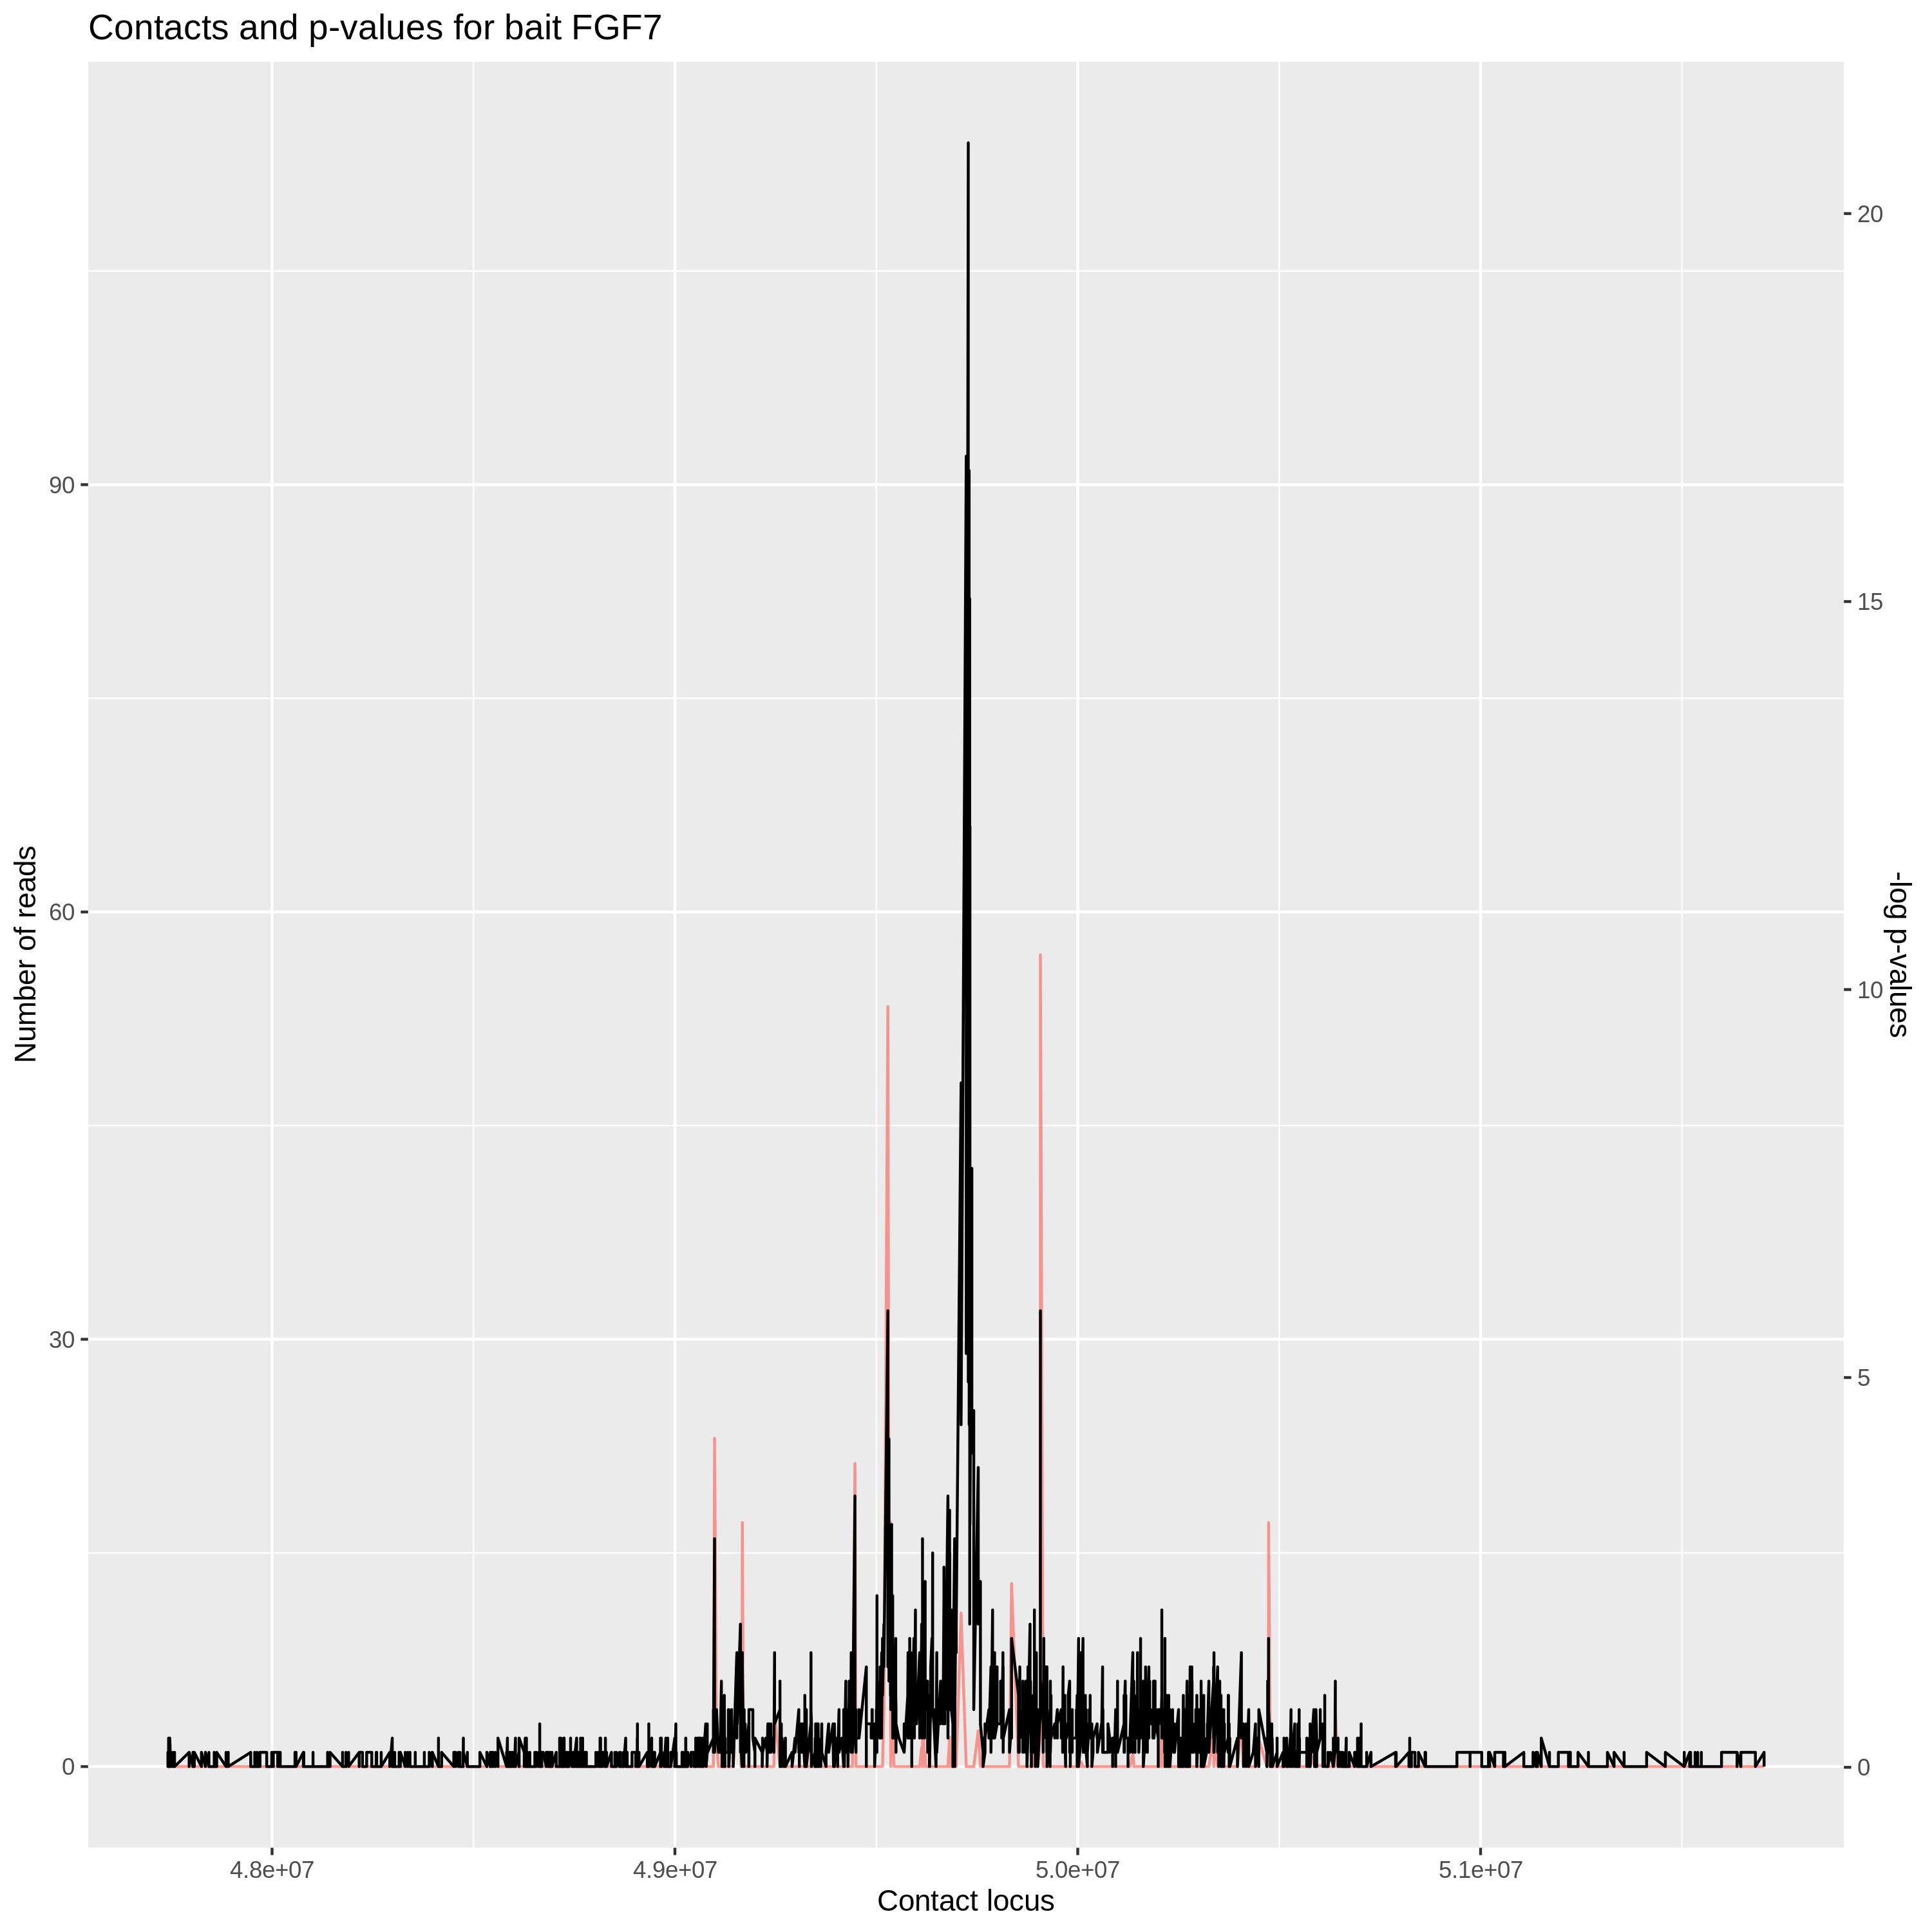 Contacts and p-values for bait FGF7
90
60
30
0
Number of reads
20
15
10
5
0
-log p-values
4.8e+07
4.9e+07
5.0e+07
5.1e+07
Contact locus